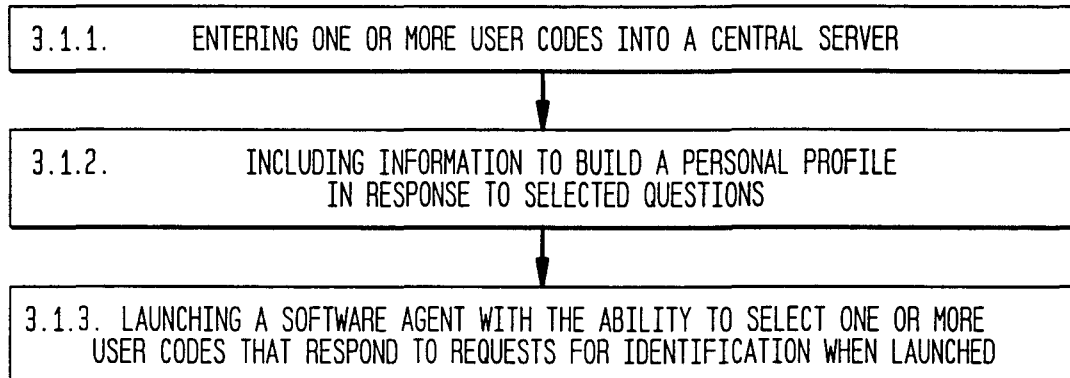 3.1.1. ENTERING ONE OR MORE USER CODES INTO A CENTRAL SERVER
3.1.2. INCLUDING INFORMATION TO BUILD A PERSONAL PROFILE
IN RESPONSE TO SELECTED QUESTIONS
3.1.3. LAUNCHING A SOFTWARE AGENT WITH THE ABILITY TO SELECT ONE OR MORE
USER CODES THAT RESPOND TO REQUESTS FOR IDENTIFICATION WHEN LAUNCHED